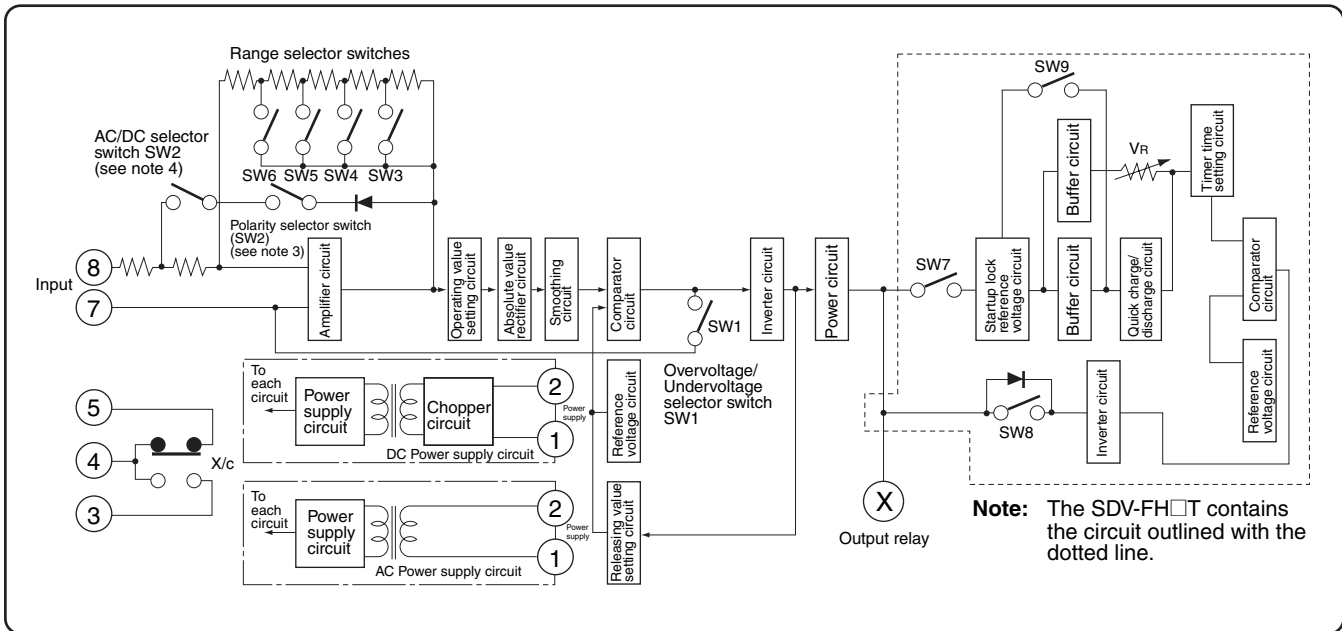 Range selector switches
SW6 SW5 SW4 SW3
AC/DC selector
switch SW2
(see note 4)
Polarity selector switch
(SW2)
(see note 3)
Input
8
7
Amplifier circuit
Operating value
setting circuit
Absolute value
rectifier circuit
Smoothing
circuit
Comparator
circuit
SW1
Overvoltage/
Undervoltage
selector switch
SW1
Inverter circuit
Power circuit
SW7
SW9
Startup lock
reference
voltage circuit
Buffer circuit
Buffer circuit
VR
Quick charge/
discharge circuit
Timer time
setting circuit
Comparator
circuit
Reference
voltage circuit
SW8
Inverter circuit
X
Output relay
5
4
3
X/c
To
each
circuit
Power
supply
circuit
Chopper
circuit
2
1
Power
supply
DC Power supply circuit
Reference
voltage circuit
To
each
circuit
Power
supply
circuit
2
1
Power
supply
AC Power supply circuit
Releasing value
setting circuit
Note: The SDV-FH□T contains
the circuit outlined with the
dotted line.